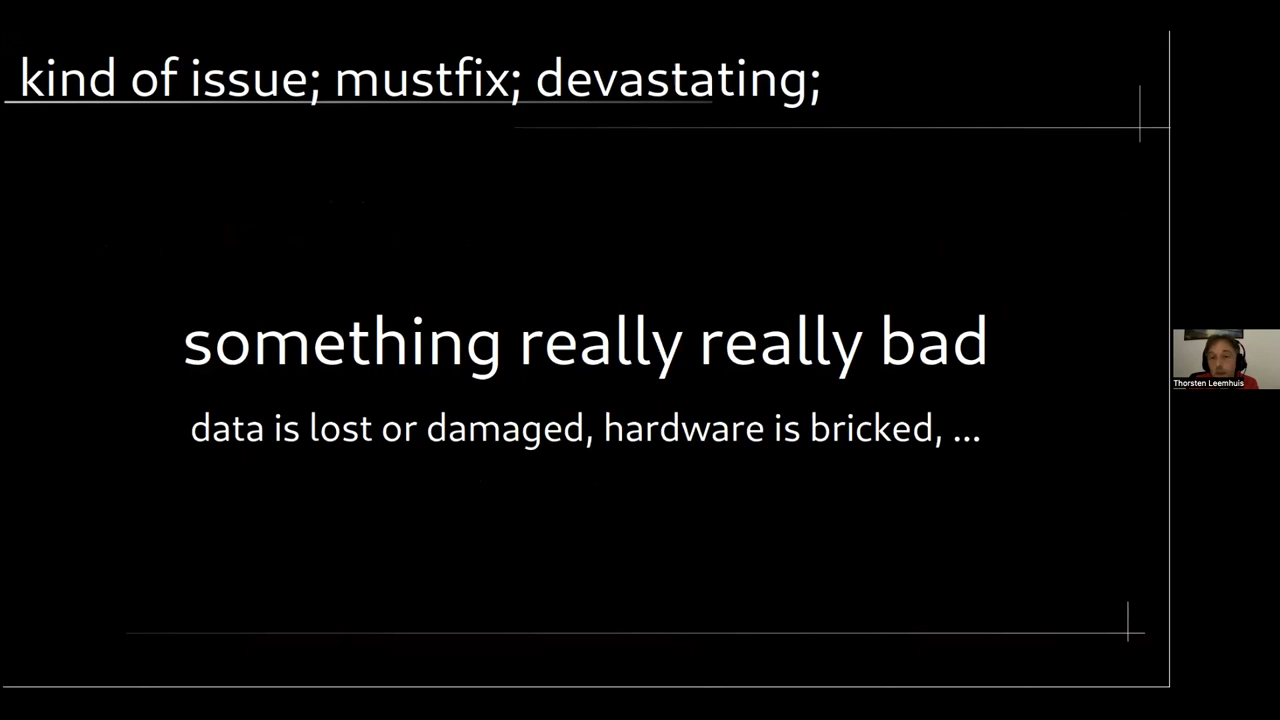 kind of issue; mustfix; devastating;
something really really bad
data is lost or damaged, hardware is bricked, ...
Thorsten Leemhuis